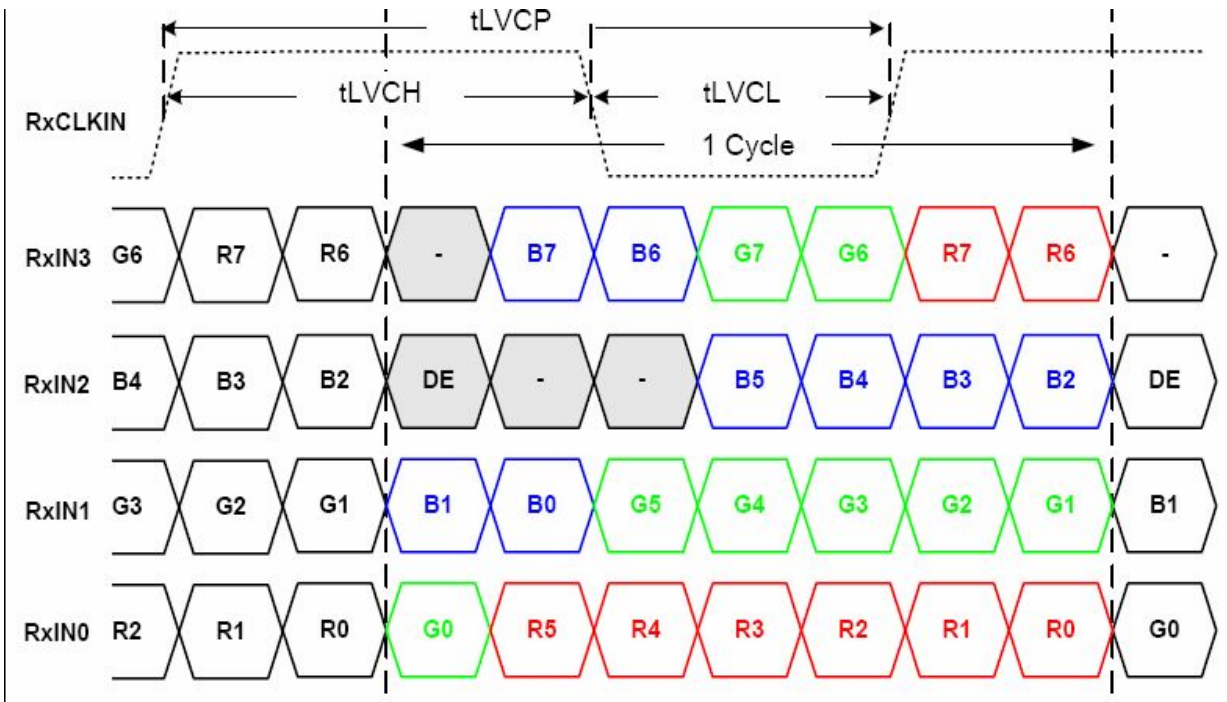 tLVCP
tLVCH tLVCL
RxCLKIN
1 Cycle
RxIN3 G6 R7 R6 - B7 B6 G7 G6 R7 R6 -
RxIN2 B4 B3 B2 DE - - B5 B4 B3 B2 DE
RxIN1 G3 G2 G1 B1 B0 G5 G4 G3 G2 G1 B1
RxIN0 R2 R1 R0 G0 R5 R4 R3 R2 R1 R0 G0